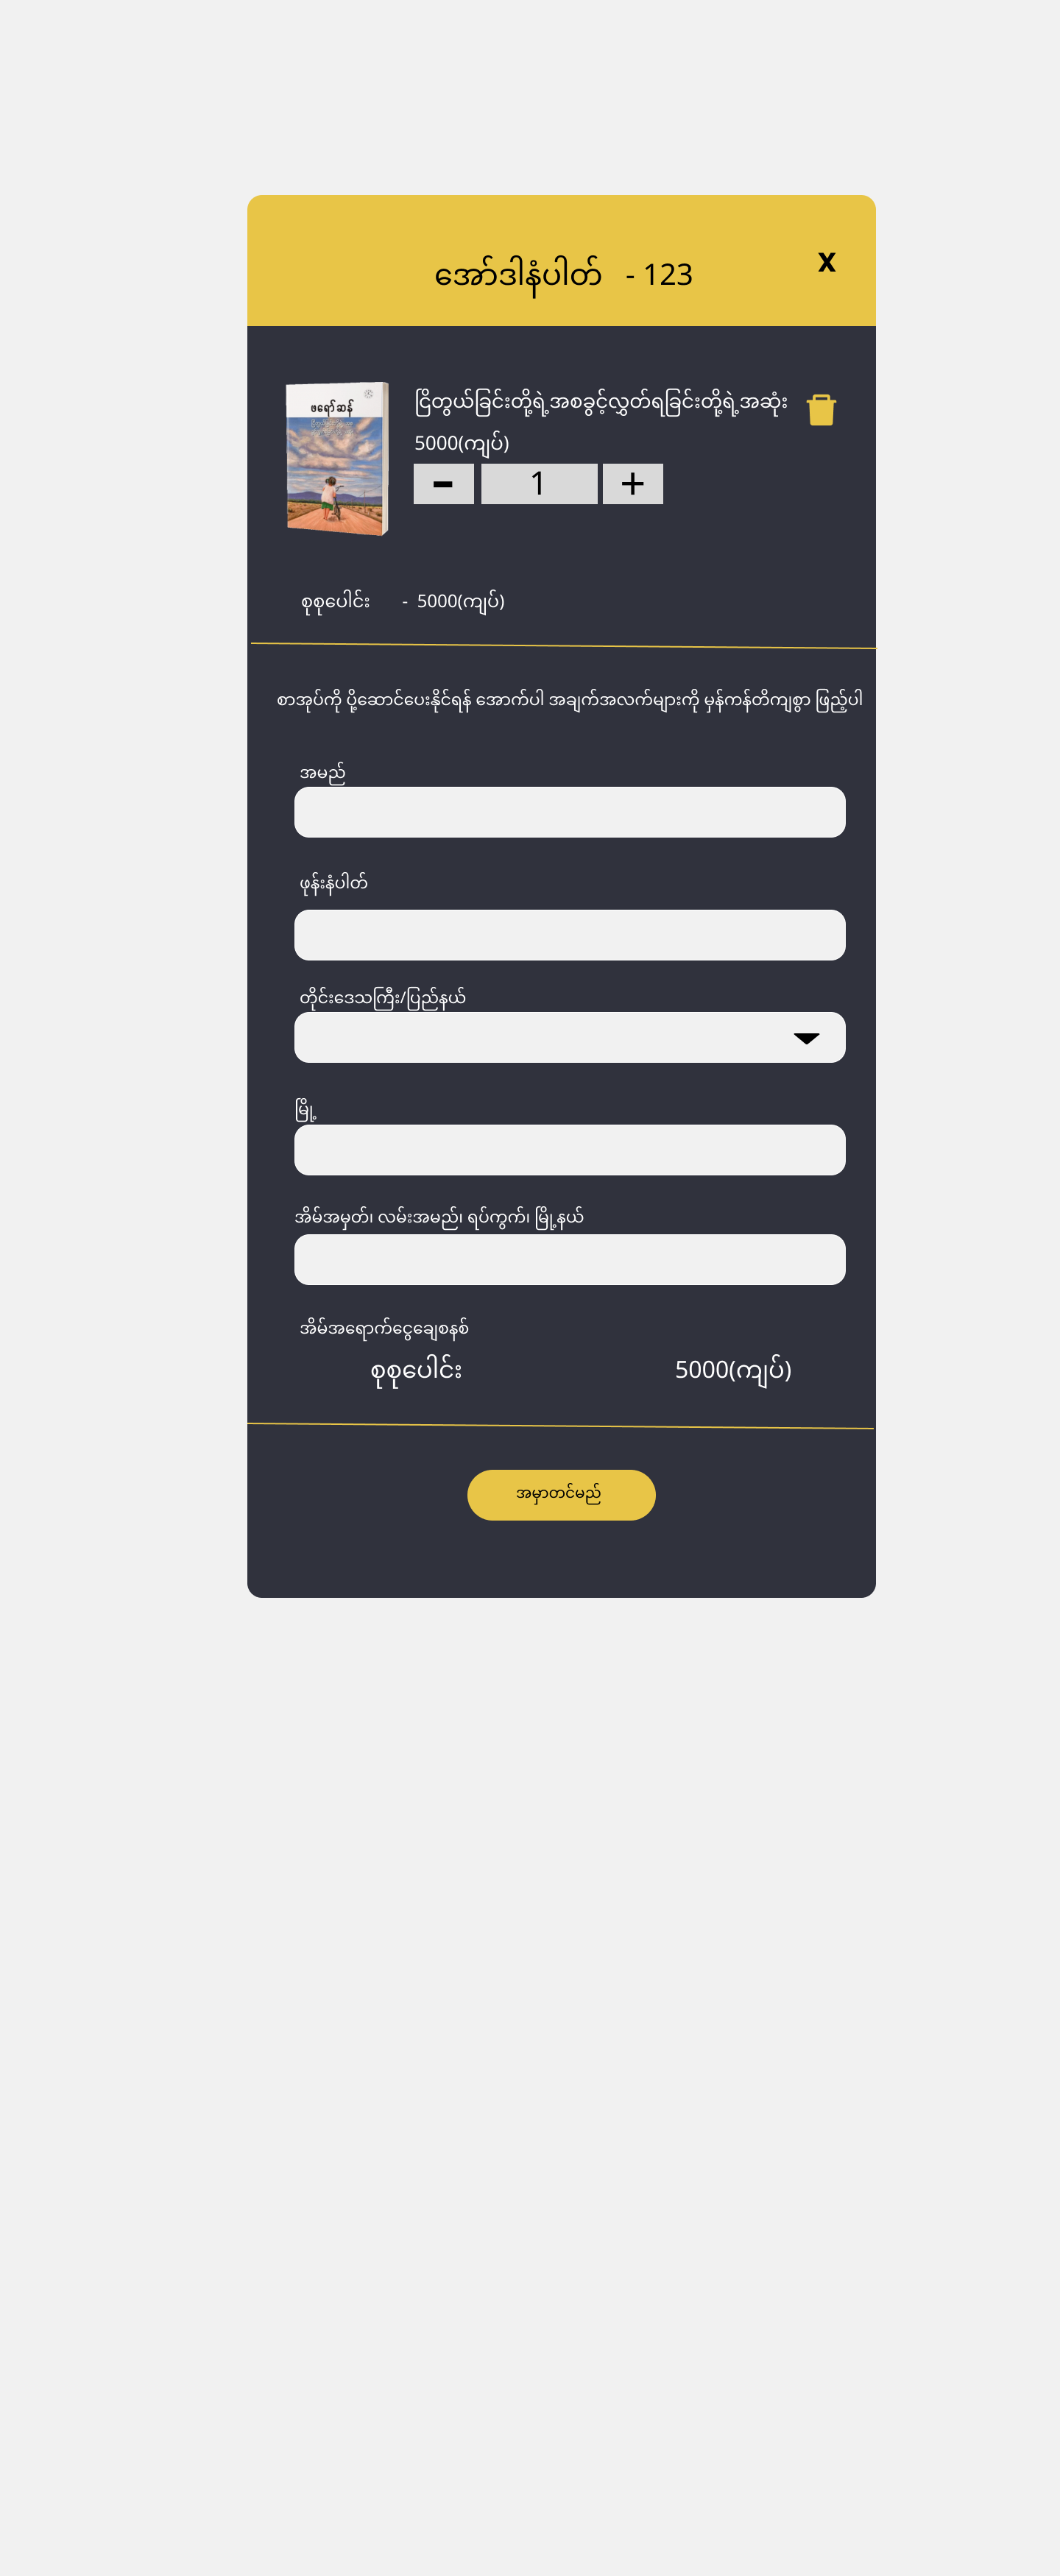 အော်ဒါနံပါတ် - 123
x
ဖရော်ဆန်
ငြိတွယ်ခြင်းတို့ရဲ့အစခွင့်လွှတ်ရခြင်းတို့ရဲ့အဆုံး
5000(ကျပ်)
- 1 +
စုစုပေါင်း - 5000(ကျပ်)
စာအုပ်ကို ပို့ဆောင်ပေးနိုင်ရန် အောက်ပါ အချက်အလက်များကို မှန်ကန်တိကျစွာ ဖြည့်ပါ
အမည်
ဖုန်းနံပါတ်
တိုင်းဒေသကြီး/ပြည်နယ်
မြို့
အိမ်အမှတ်၊ လမ်းအမည်၊ ရပ်ကွက်၊ မြို့နယ်
အိမ်အရောက်ငွေချေစနစ်
စုစုပေါင်း 5000(ကျပ်)
အမှာတင်မည်